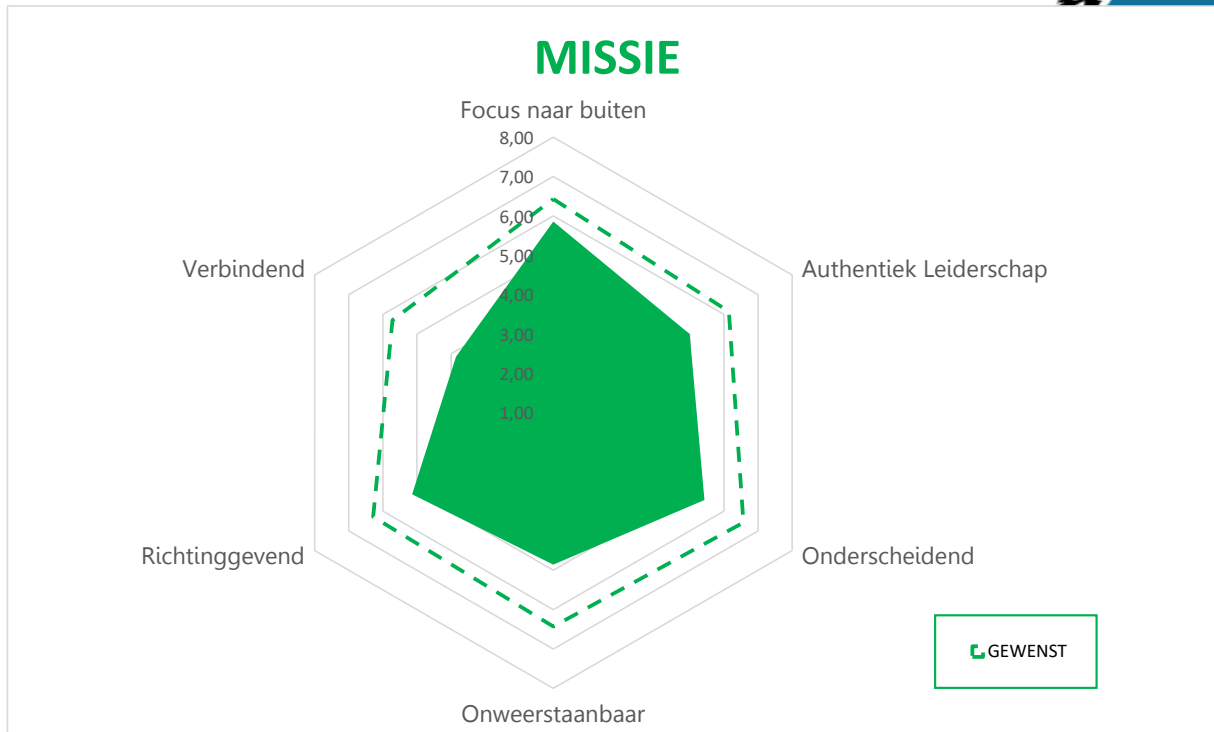 MISSIE
Focus naar buiten
8,00
7,00
6,00
5,00
4,00
3,00
2,00
1,00
Verbindend
Authentiek Leiderschap
Richtinggevend
Onderscheidend
GEWENST
Onweerstaanbaar